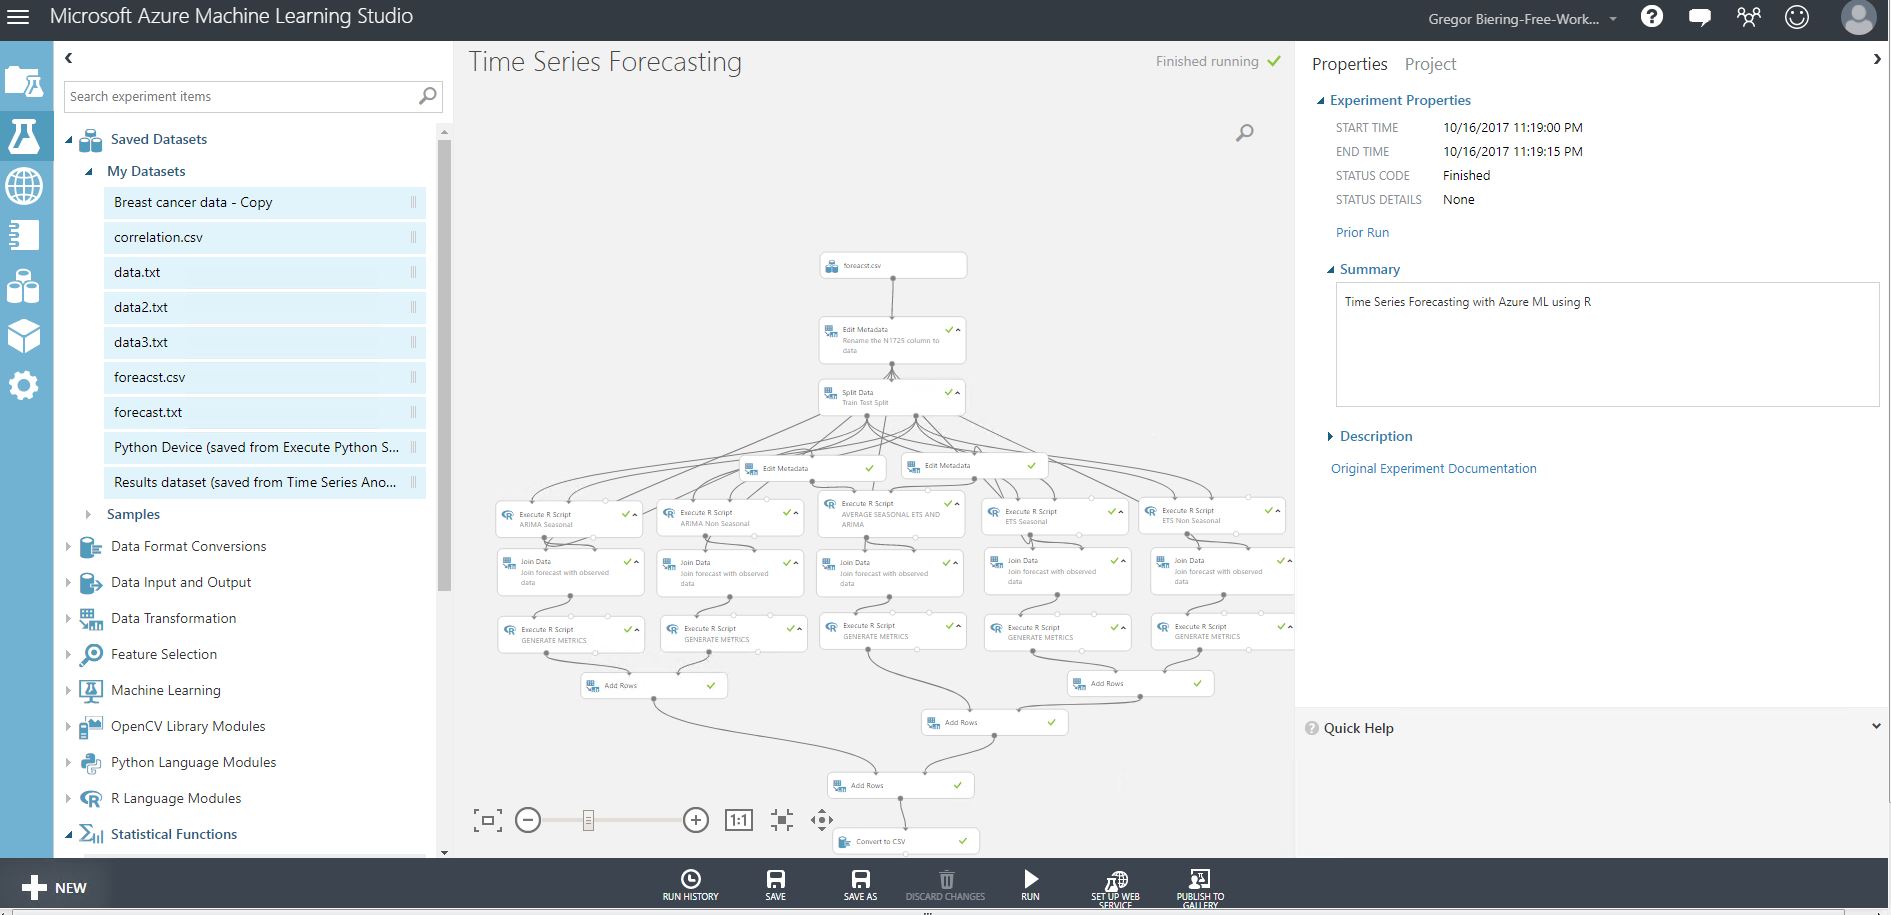 Microsoft Azure Machine Learning Studio
Gregor Biering-Free-Work...
Search experiment items
Saved Datasets
My Datasets
Breast cancer data - Copy
correlation.csv
data.txt
data2.txt
data3.txt
foreacst.csv
forecast.txt
Python Device (saved from Execute Python S...
Results dataset (saved from Time Series Ano...
Samples
Data Format Conversions
Data Input and Output
Data Transformation
Feature Selection
Machine Learning
OpenCV Library Modules
Python Language Modules
R Language Modules
Statistical Functions
Time Series Forecasting
Finished running
foreacst.csv
Edit Metadata
Rename the N1725 column to
data
Split Data
Train Test Split
Edit Metadata
Edit Metadata
Execute R Script
ARIMA Seasonal
Execute R Script
ARIMA Non Seasonal
Execute R Script
AVERAGE SEASONAL ETS AND
ARIMA
Execute R Script
ETS Seasonal
Execute R Script
ETS Non Seasonal
Join Data
Join forecast with observed
data
Join Data
Join forecast with observed
data
Join Data
Join forecast with observed
data
Join Data
Join forecast with observed
data
Join Data
Join forecast with observed
data
Execute R Script
GENERATE METRICS
Execute R Script
GENERATE METRICS
Execute R Script
GENERATE METRICS
Execute R Script
GENERATE METRICS
Execute R Script
GENERATE METRICS
Add Rows
Add Rows
Add Rows
Add Rows
Convert to CSV
1:1
Properties Project
Experiment Properties
START TIME 10/16/2017 11:19:00 PM
END TIME 10/16/2017 11:19:15 PM
STATUS CODE Finished
STATUS DETAILS None
Prior Run
Summary
Time Series Forecasting with Azure ML using R
Description
Original Experiment Documentation
Quick Help
NEW
RUN HISTORY
SAVE
SAVE AS
DISCARD CHANGES
RUN
SET UP WEB
SERVICE
PUBLISH TO
GALLERY